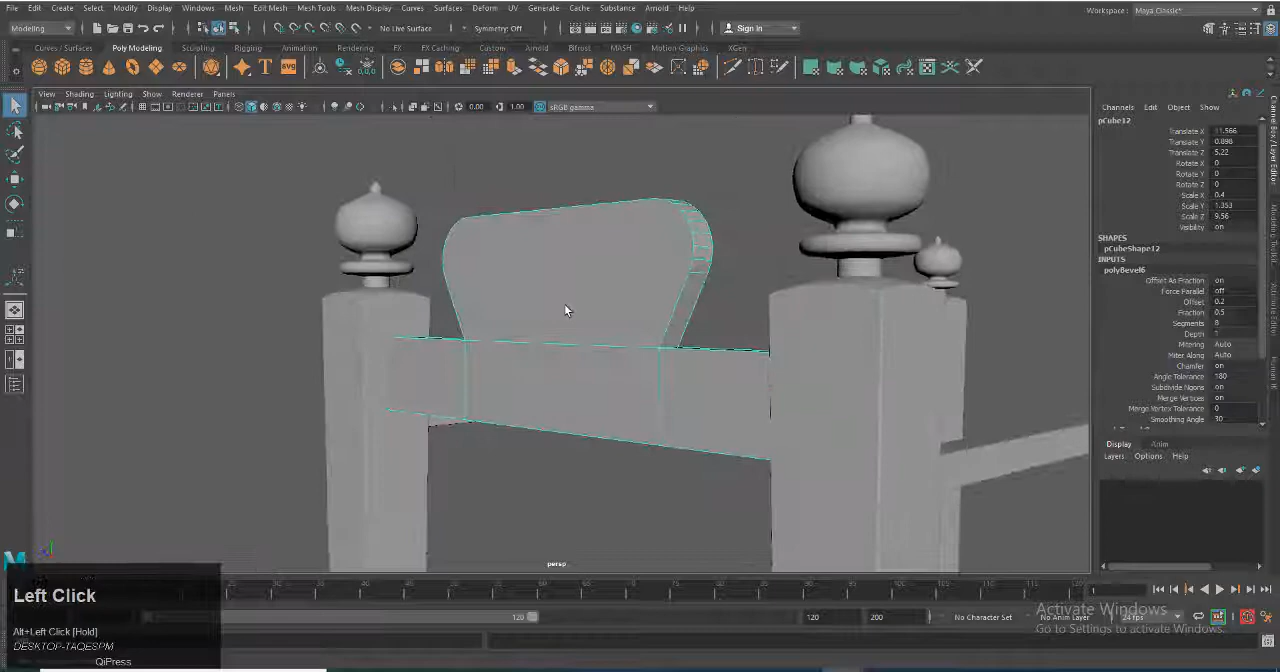 File Edit Create Select Modify Display Windows Mesh Edit Mesh Mesh Tools Mesh Display Curves Surfaces Deform UV Generate Cache Substance Arnold Help
Workspace : Maya Classic*
Modeling
No Live Surface
Symmetry: Off
Sign In
Curves / Surfaces Poly Modeling Sculpting Rigging Animation Rendering FX FX Caching Custom Arnold Bifrost MASH Motion Graphics XGen
View Shading Lighting Show Renderer Panels
0.00 1.00 sRGB gamma
Channels Edit Object Show
pCube12
Translate X 11.566
Translate Y 0.898
Translate Z 5.22
Rotate X 0
Rotate Y 0
Rotate Z 0
Scale X 0.4
Scale Y 1.353
Scale Z 9.56
Visibility on
SHAPES
pCubeShape12
INPUTS
polyBevel6
Offset As Fraction on
Force Parallel off
Offset 0.2
Fraction 0.5
Segments 8
Depth 1
Mitering Auto
Miter Along Auto
Chamfer on
Angle Tolerance 180
Subdivide Ngons on
Merge Vertices on
Merge Vertex Tolerance 0
Smoothing Angle 30
Display Anim
Layers Options Help
Channel Box / Layer Editor
Modeling Toolkit
persp
120
120 200 No Character Set No Anim Layer 24 fps
Activate Windows
Go to Settings to activate Windows.
Left Click
Alt+Left Click [Hold]
DESKTOP-TAQESPM
QiPress